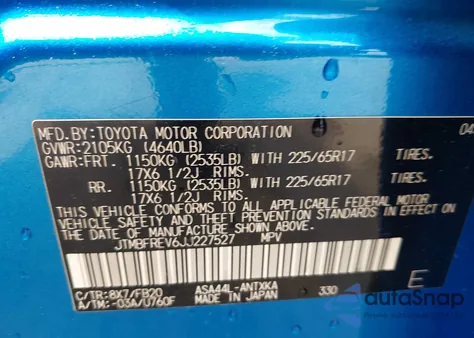 MFD.BY:TOYOTA MOTOR CORPORATION 04
GVWR:2105KG (4640LB)
GAWR:FRT. 1150KG (2535LB) WITH 225/65R17 TIRES.
17X6 1/2J RIMS.
RR. 1150KG (2535LB) WITH 225/65R17 TIRES.
17X6 1/2J RIMS.
THIS VEHICLE CONFORMS TO ALL APPLICABLE FEDERAL MOTOR
VEHICLE SAFETY AND THEFT PREVENTION STANDARDS IN EFFECT
ON THE DATE OF MANUFACTURE SHOWN ABOVE.
JTMBFREV6JJ227527 MPV
C/TR:8X7/FB20 ASA44L-ANTXKA 330 E
A/TM:-03A/U760F MADE IN JAPAN
autoSnap